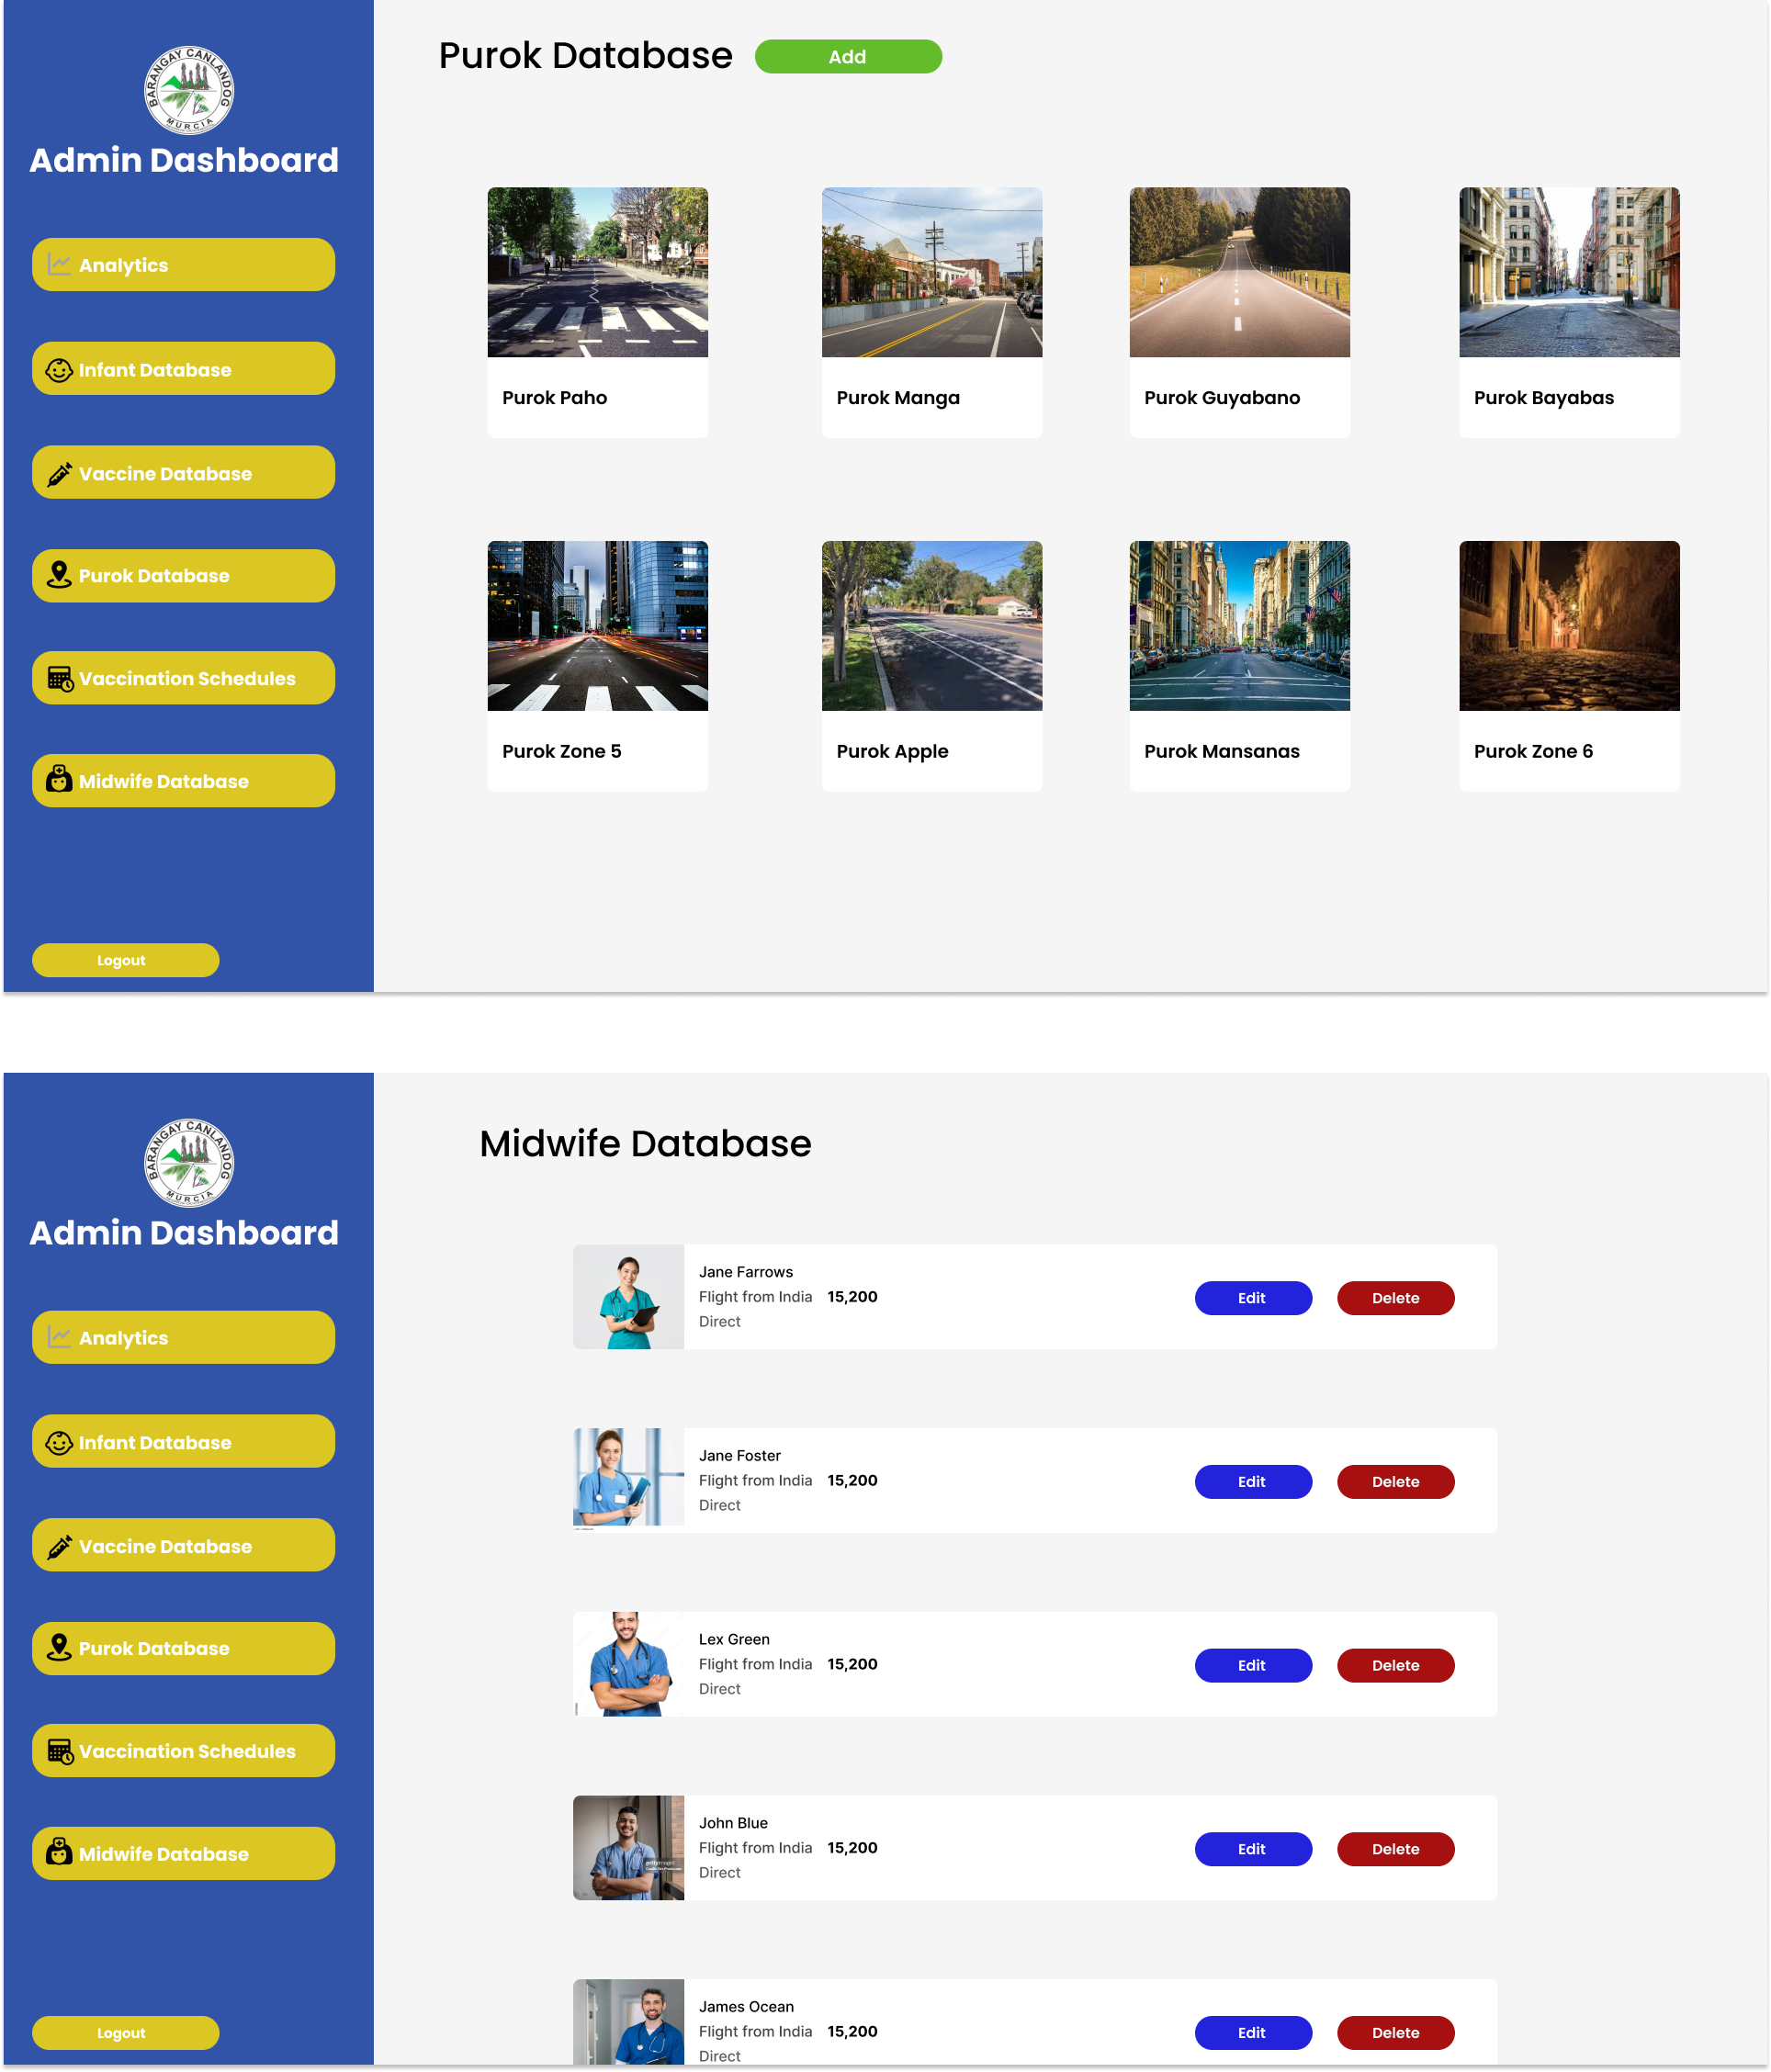 BARANGAY CANLANDOG
MURCIA
Admin Dashboard
Analytics
Infant Database
Vaccine Database
Purok Database
Vaccination Schedules
Midwife Database
Logout
Purok Database
Add
Purok Paho
Purok Manga
Purok Guyabano
Purok Bayabas
Purok Zone 5
Purok Apple
Purok Mansanas
Purok Zone 6
BARANGAY CANLANDOG
MURCIA
Admin Dashboard
Analytics
Infant Database
Vaccine Database
Purok Database
Vaccination Schedules
Midwife Database
Logout
Midwife Database
Jane Farrows
Flight from India 15,200
Direct
Edit Delete
Jane Foster
Flight from India 15,200
Direct
Edit Delete
Lex Green
Flight from India 15,200
Direct
Edit Delete
John Blue
Flight from India 15,200
Direct
Edit Delete
James Ocean
Flight from India 15,200
Direct
Edit Delete